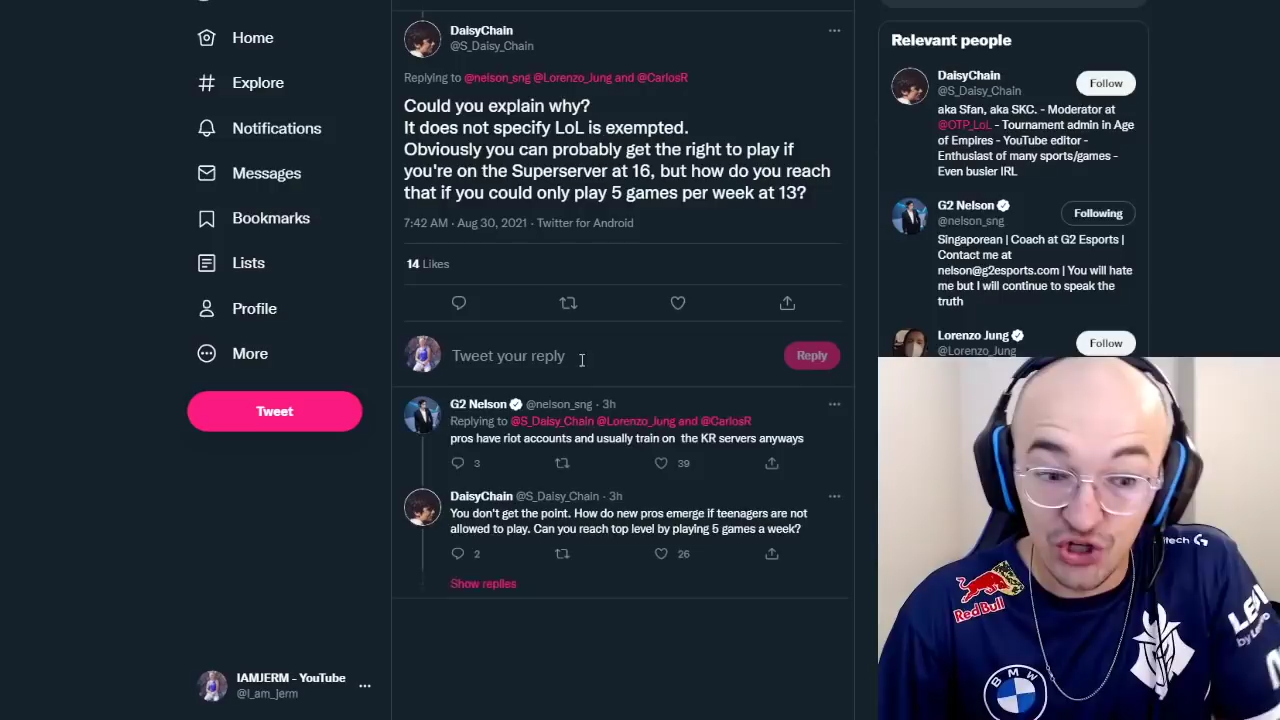 Home
Explore
Notifications
Messages
Bookmarks
Lists
Profile
More
Tweet
IAMJERM - YouTube
@I_am_jerm
DaisyChain
@S_Daisy_Chain
Replying to @nelson_sng @Lorenzo_Jung and @CarlosR
Could you explain why?
It does not specify LoL is exempted.
Obviously you can probably get the right to play if
you're on the Superserver at 16, but how do you reach
that if you could only play 5 games per week at 13?
7:42 AM · Aug 30, 2021 · Twitter for Android
14 Likes
Tweet your reply
Reply
G2 Nelson @nelson_sng · 3h
Replying to @S_Daisy_Chain @Lorenzo_Jung and @CarlosR
pros have riot accounts and usually train on the KR servers anyways
3
39
DaisyChain @S_Daisy_Chain · 3h
You don't get the point. How do new pros emerge if teenagers are not
allowed to play. Can you reach top level by playing 5 games a week?
2
26
Show replies
Relevant people
DaisyChain
@S_Daisy_Chain
Follow
aka Sfan, aka SKC. - Moderator at
@OTP_LoL - Tournament admin in Age
of Empires - YouTube editor -
Enthusiast of many sports/games -
Even busler IRL
G2 Nelson
@nelson_sng
Following
Singaporean | Coach at G2 Esports |
Contact me at
nelson@g2esports.com | You will hate
me but I will continue to speak the
truth
Lorenzo Jung
@Lorenzo_Jung
Follow
Red Bull
BMW